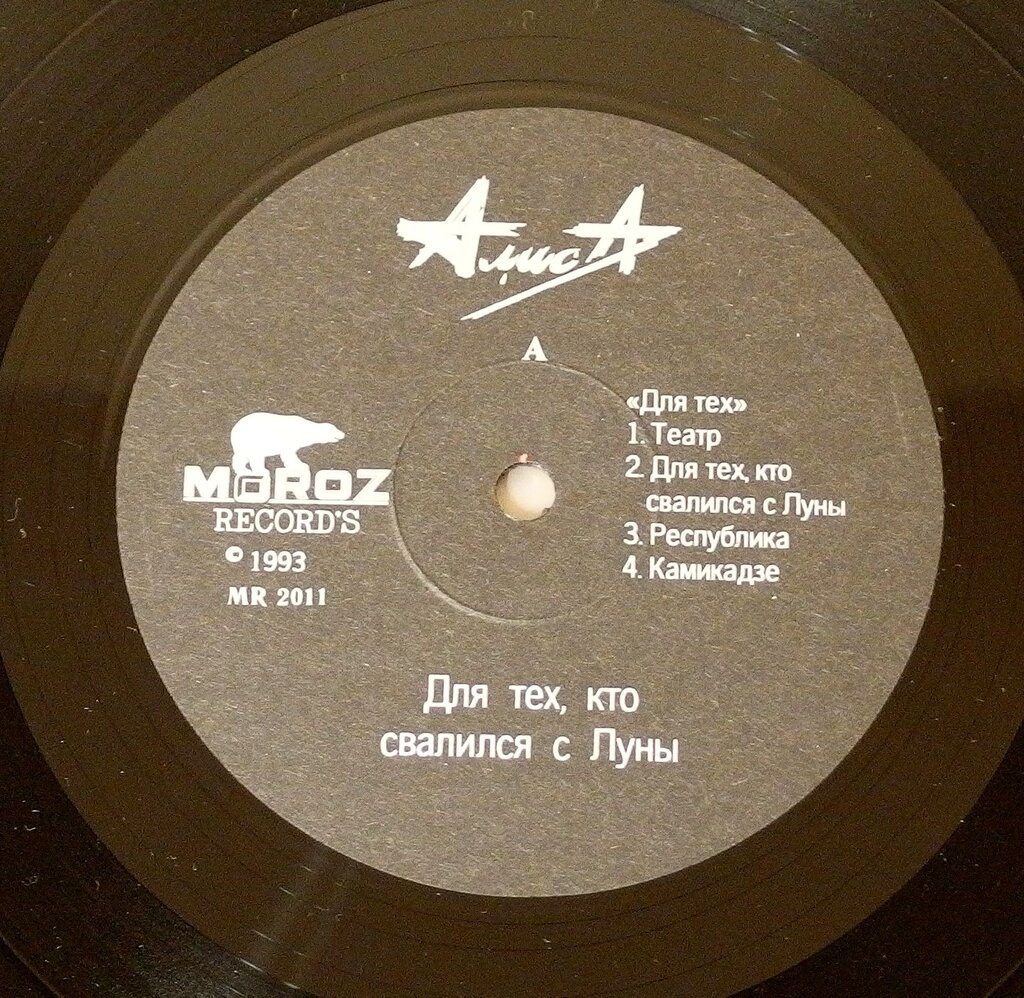 АлисА
A
«Для тех»
1. Театр
2. Для тех, кто
свалился с Луны
3. Республика
4. Камикадзе
MOROZ
RECORD'S
© 1993
MR 2011
Для тех, кто
свалился с Луны